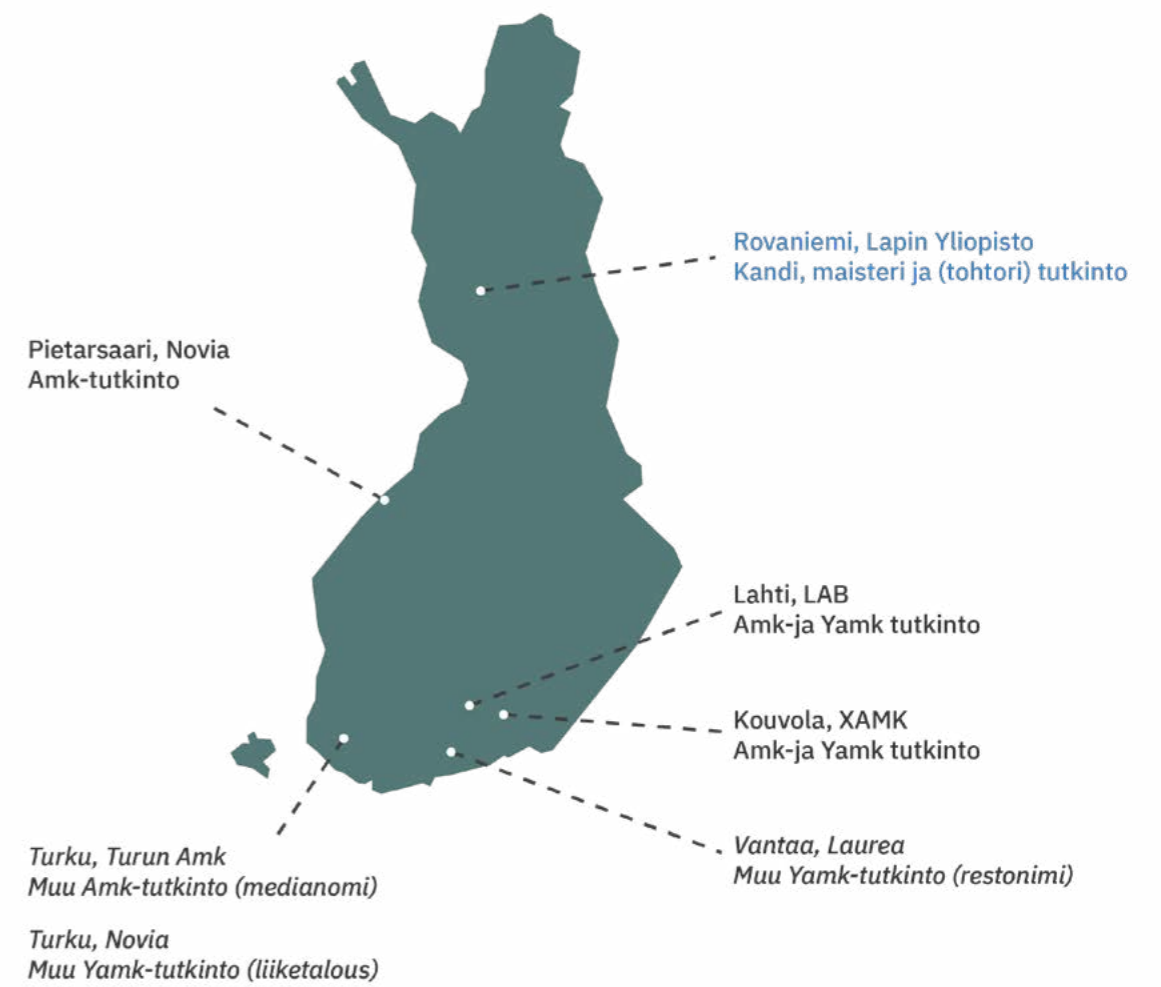 Rovaniemi, Lapin Yliopisto
Kandi, maisteri ja (tohtori) tutkinto
Pietarsaari, Novia
Amk-tutkinto
Lahti, LAB
Amk-ja Yamk tutkinto
Kouvola, XAMK
Amk-ja Yamk tutkinto
Vantaa, Laurea
Muu Yamk-tutkinto (restonimi)
Turku, Turun Amk
Muu Amk-tutkinto (medianomi)
Turku, Novia
Muu Yamk-tutkinto (liiketalous)